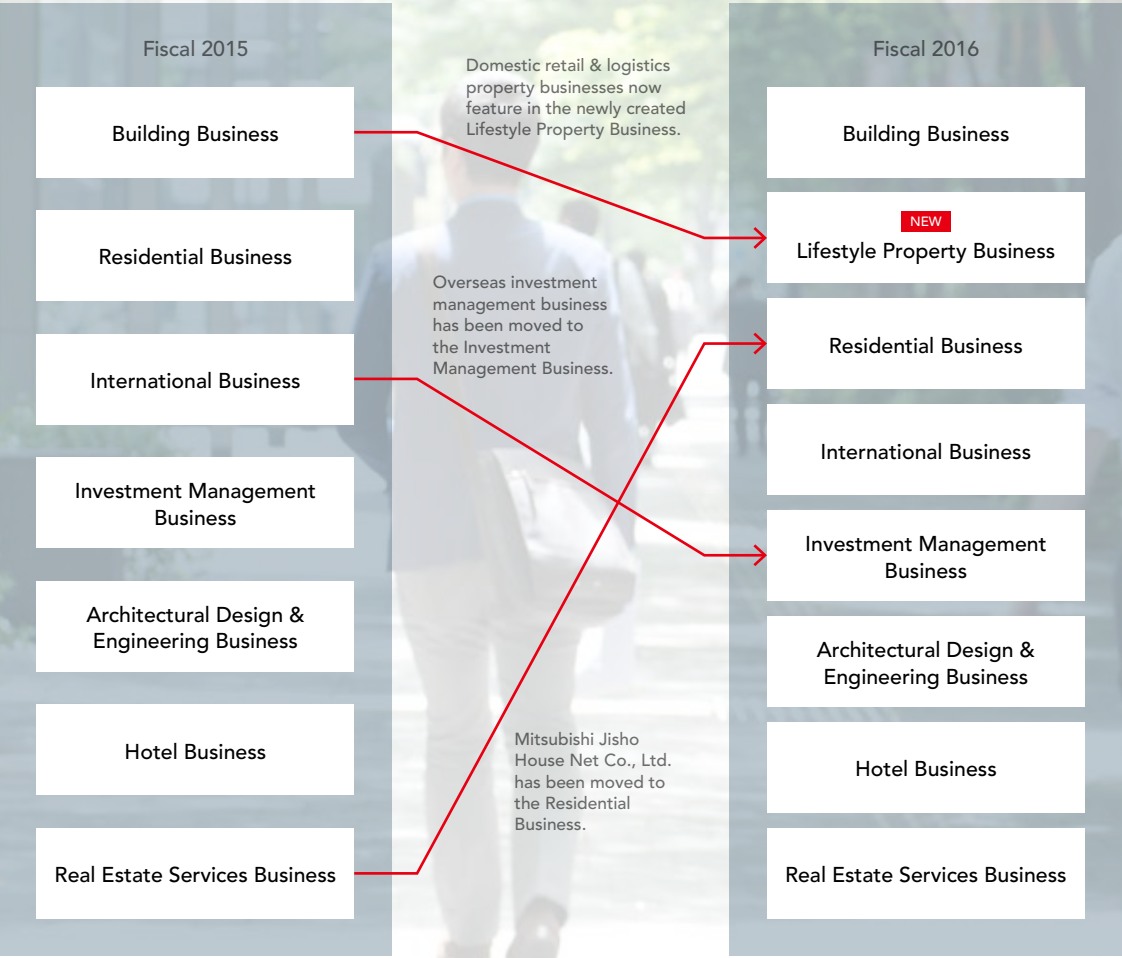 Fiscal 2015
Building Business
Residential Business
International Business
Investment Management
Business
Architectural Design &
Engineering Business
Hotel Business
Real Estate Services Business
Domestic retail & logistics
property businesses now
feature in the newly created
Lifestyle Property Business.
Overseas investment
management business
has been moved to
the Investment
Management Business.
Mitsubishi Jisho
House Net Co., Ltd.
has been moved to
the Residential
Business.
Fiscal 2016
Building Business
NEW
Lifestyle Property Business
Residential Business
International Business
Investment Management
Business
Architectural Design &
Engineering Business
Hotel Business
Real Estate Services Business